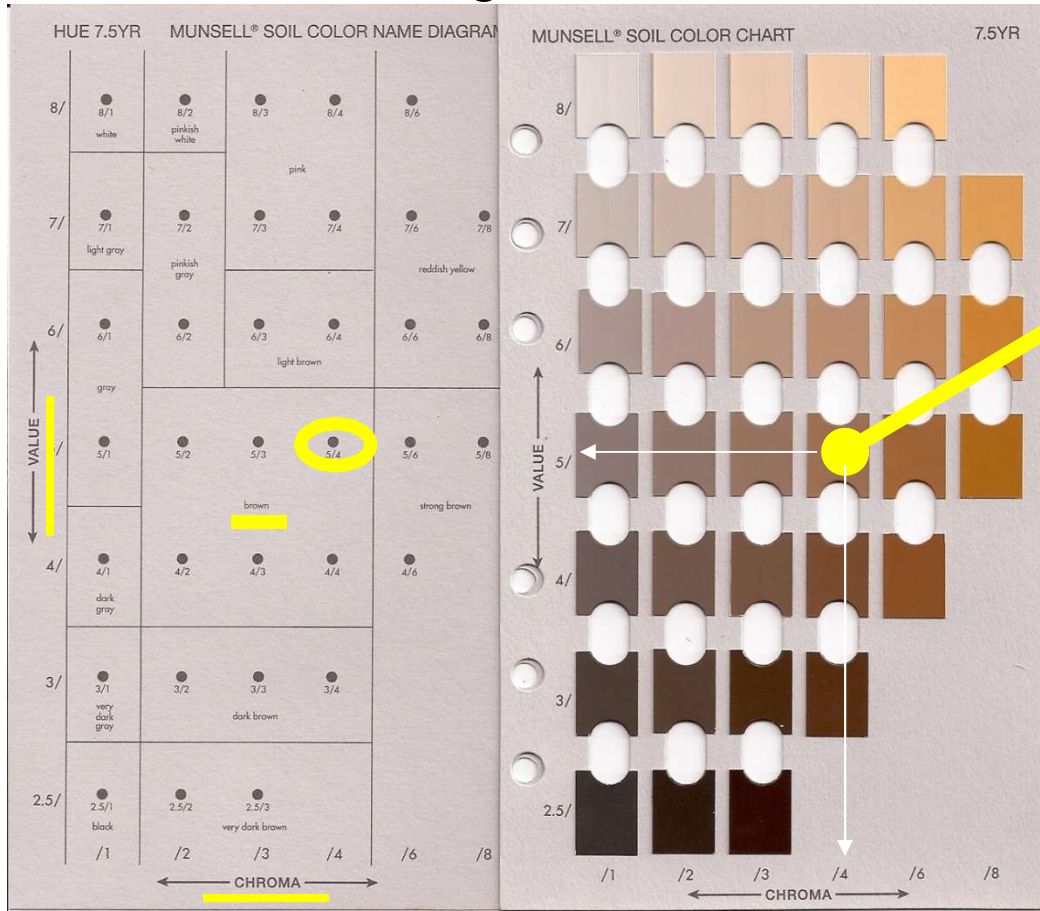 HUE 7.5YR MUNSELL® SOIL COLOR NAME DIAGRAM
8/ 8/1 8/2 8/3 8/4 8/6
white pinkish white
pink
7/ 7/1 7/2 7/3 7/4 7/6 7/8
light gray pinkish gray reddish yellow
6/ 6/1 6/2 6/3 6/4 6/6 6/8
light brown
gray
VALUE
5/1 5/2 5/3 5/4 5/6 5/8
brown strong brown
4/ 4/1 4/2 4/3 4/4 4/6
dark gray
3/ 3/1 3/2 3/3 3/4
very dark gray dark brown
2.5/ 2.5/1 2.5/2 2.5/3
black very dark brown
/1 /2 /3 /4 /6 /8
CHROMA
MUNSELL® SOIL COLOR CHART 7.5YR
8/
7/
6/
VALUE
5/
4/
3/
2.5/
/1 /2 /3 /4 /6 /8
CHROMA